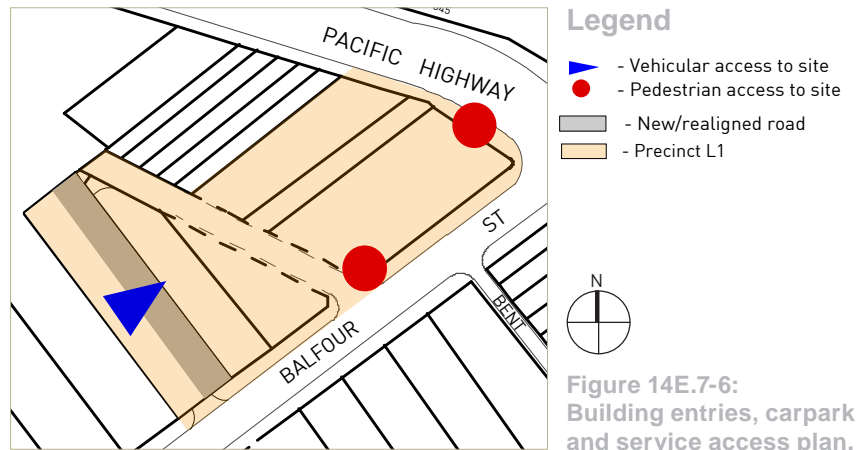 645
PACIFIC HIGHWAY
ST
BALFOUR
BENT
Legend
- Vehicular access to site
- Pedestrian access to site
- New/realigned road
- Precinct L1
N
Figure 14E.7-6:
Building entries, carpark
and service access plan.